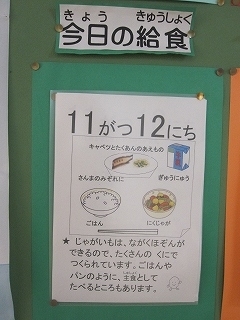 きょう きゅうしょく
今日の給食
11がつ12にち
キャベツとたくあんのあえもの
さんまのみぞれに ぎゅうにゅう
ごはん にくじゃが
★ じゃがいもは、ながくほぞんが
できるので、たくさんの くにで
つくられています。ごはんや
パンのように、主食として
たべるところもあります。